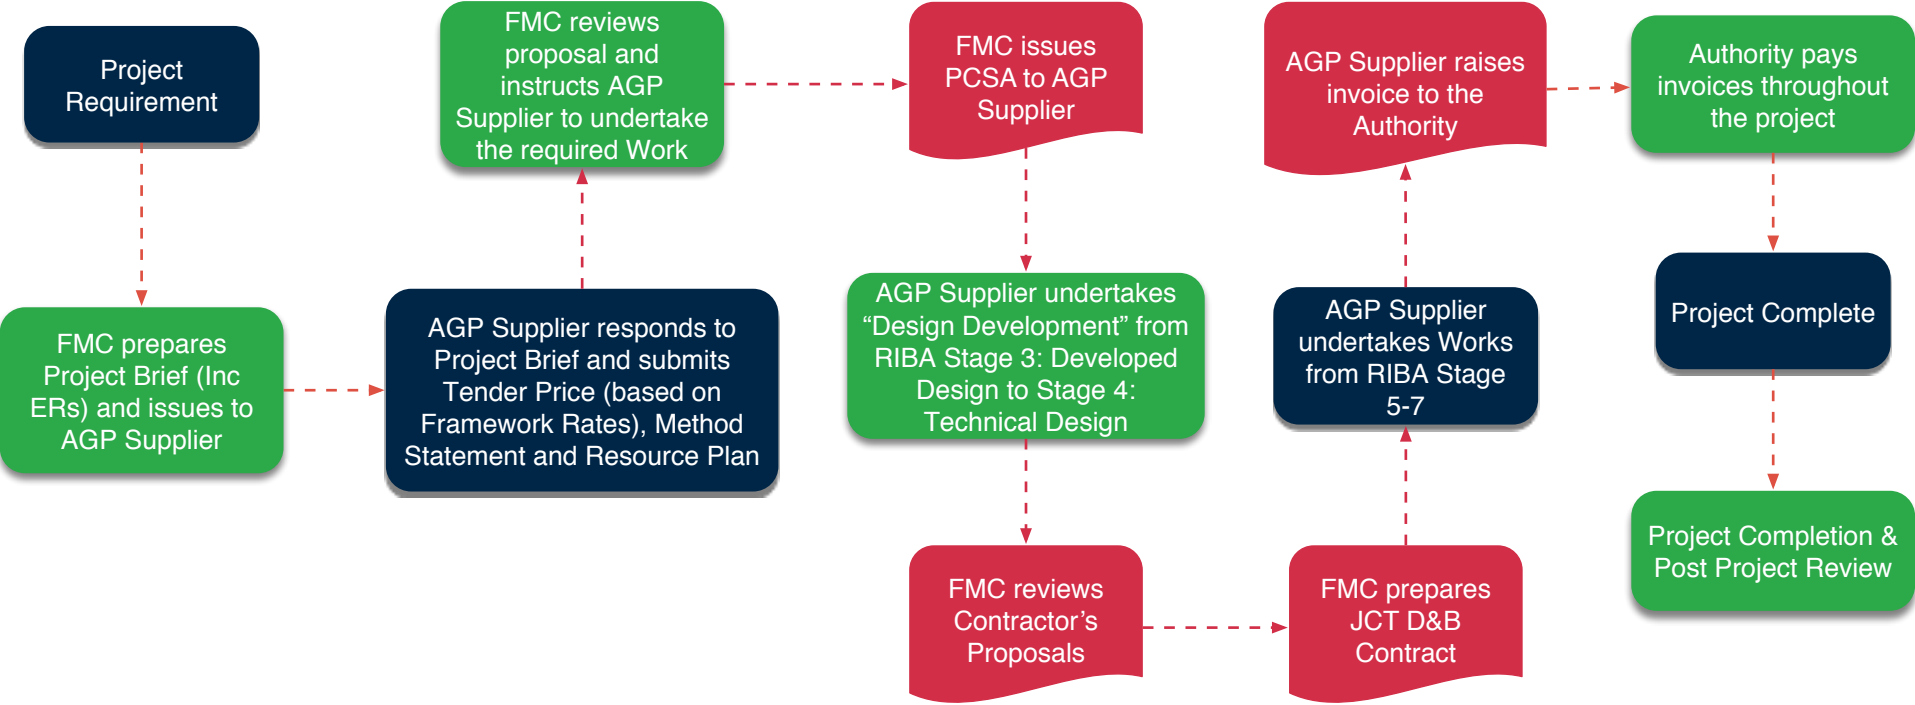 Project
Requirement
FMC prepares
Project Brief (Inc
ERs) and issues to
AGP Supplier
AGP Supplier responds to
Project Brief and submits
Tender Price (based on
Framework Rates), Method
Statement and Resource Plan
FMC reviews
proposal and
instructs AGP
Supplier to undertake
the required Work
FMC issues
PCSA to AGP
Supplier
AGP Supplier undertakes
“Design Development” from
RIBA Stage 3: Developed
Design to Stage 4:
Technical Design
FMC reviews
Contractor’s
Proposals
FMC prepares
JCT D&B
Contract
AGP Supplier
undertakes Works
from RIBA Stage
5-7
AGP Supplier raises
invoice to the
Authority
Authority pays
invoices throughout
the project
Project Complete
Project Completion &
Post Project Review